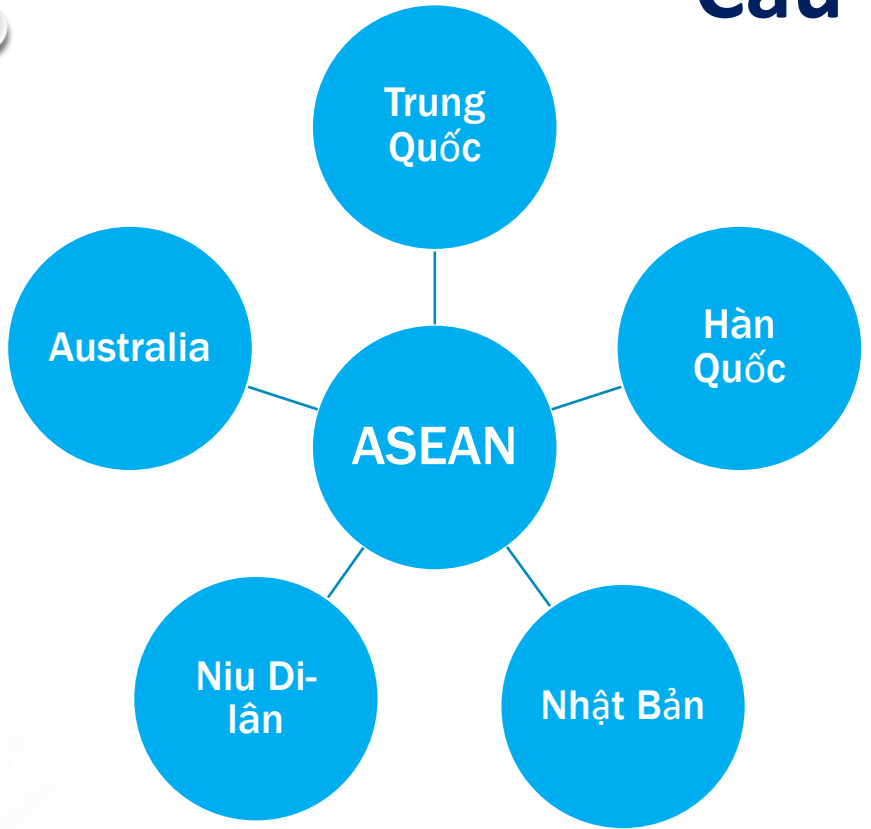 Trung
Quốc
Hàn
Quốc
Australia
ASEAN
Niu Di-
lân
Nhật Bản